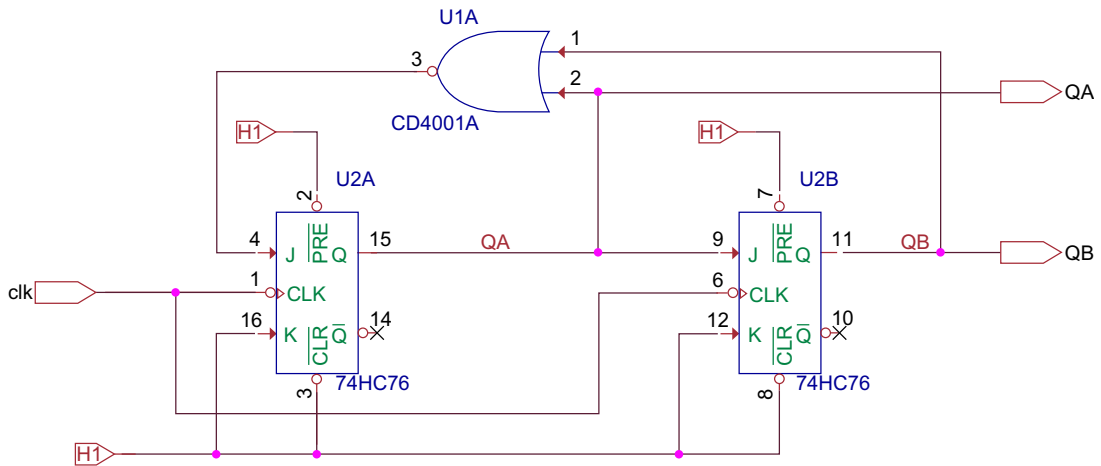 U1A
1
3
2
QA
CD4001A
H1
H1
U2A
U2B
2
7
4
J
PRE
Q
15
QA
9
J
PRE
Q
11
QB
QB
clk
1
CLK
6
CLK
16
K
CLR
Q̅
14
12
K
CLR
Q̅
10
3
74HC76
8
74HC76
H1